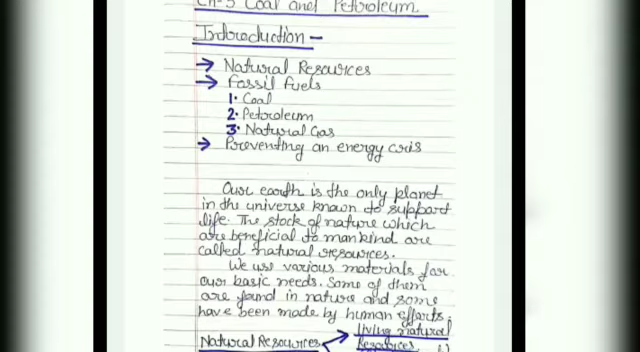 Ch-5 Coal and Petroleum
Introduction -
→ Natural Resources
→ Fossil Fuels
1. Coal
2. Petroleum
3. Natural Gas
→ Preventing an energy cris
Our earth is the only planet
in the universe known to support
life. The stock of nature which
are beneficial to mankind are
called natural resources.
We use various materials for
our basic needs. Some of them
are found in nature and some
have been made by human efforts.
Living natural
Natural Resources → Resources